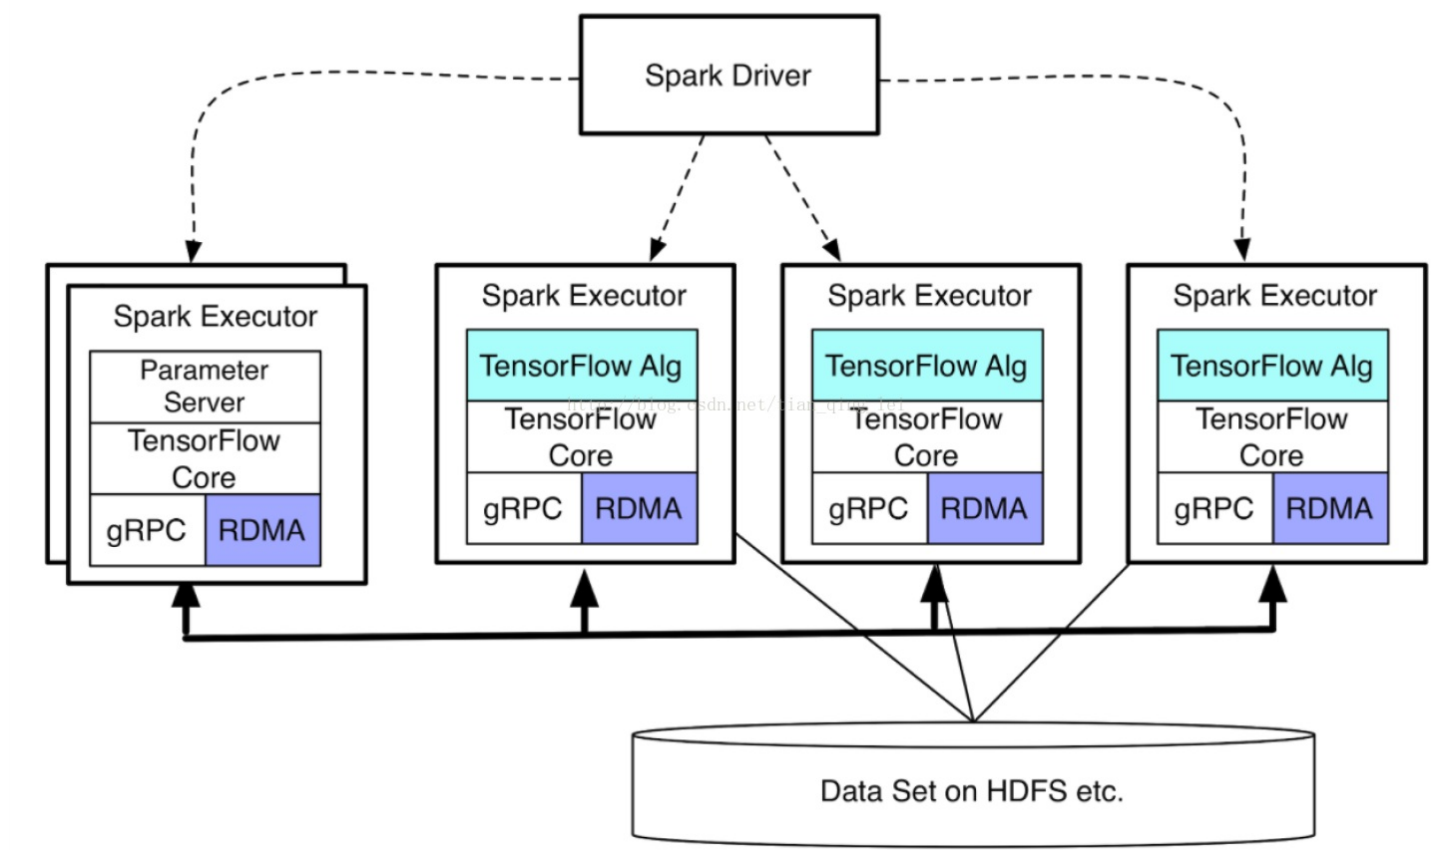 Spark Driver
Spark Executor
Parameter
Server
TensorFlow
Core
gRPC RDMA
Spark Executor
TensorFlow Alg
TensorFlow
Core
gRPC RDMA
Spark Executor
TensorFlow Alg
TensorFlow
Core
gRPC RDMA
Spark Executor
TensorFlow Alg
TensorFlow
Core
gRPC RDMA
Data Set on HDFS etc.